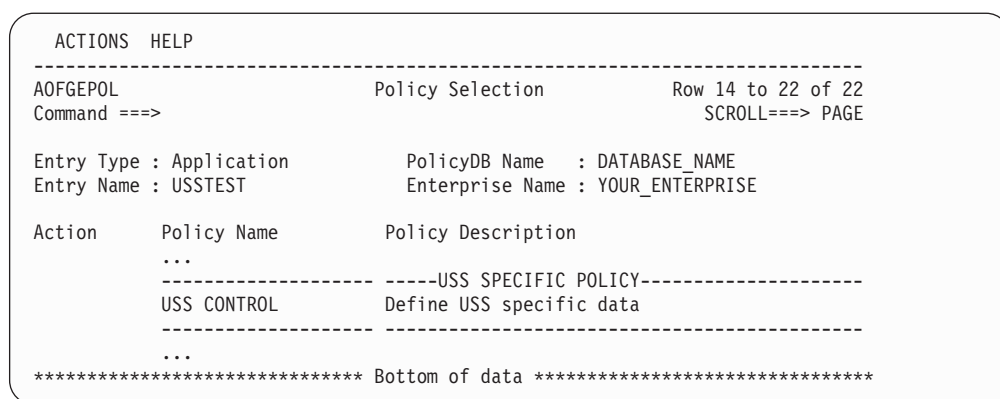 ACTIONS HELP
--------------------------------------------------------------------------------
AOFGEPOL Policy Selection Row 14 to 22 of 22
Command ===> SCROLL===> PAGE
Entry Type : Application PolicyDB Name : DATABASE_NAME
Entry Name : USSTEST Enterprise Name : YOUR_ENTERPRISE
Action Policy Name Policy Description
...
-------------------- -----USS SPECIFIC POLICY---------------------
USS CONTROL Define USS specific data
-------------------- ---------------------------------------------
...
******************************* Bottom of data ********************************